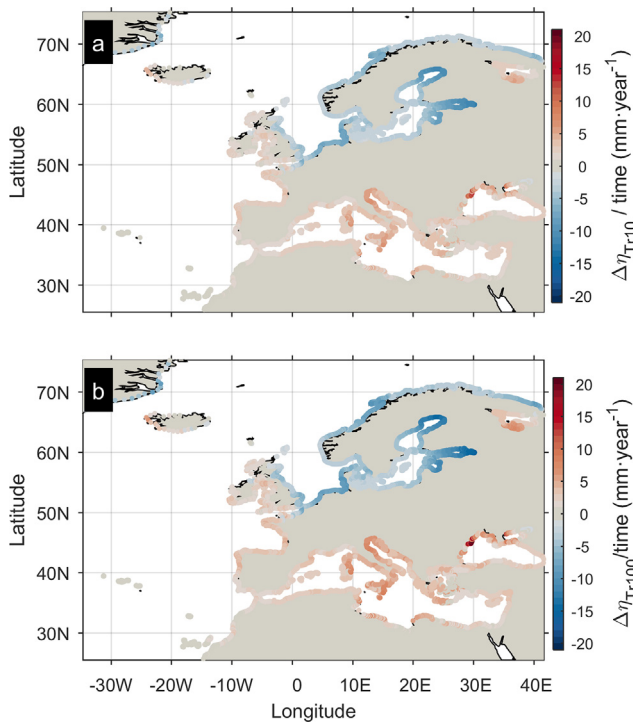 a
70N
60N
50N
40N
30N
Latitude
20
15
10
5
0
-5
-10
-15
-20
Δη_Tr10 / time (mm·year⁻¹)
b
70N
60N
50N
40N
30N
Latitude
20
15
10
5
0
-5
-10
-15
-20
Δη_Tr100/time (mm·year⁻¹)
-30W -20W -10W 0 10E 20E 30E 40E
Longitude